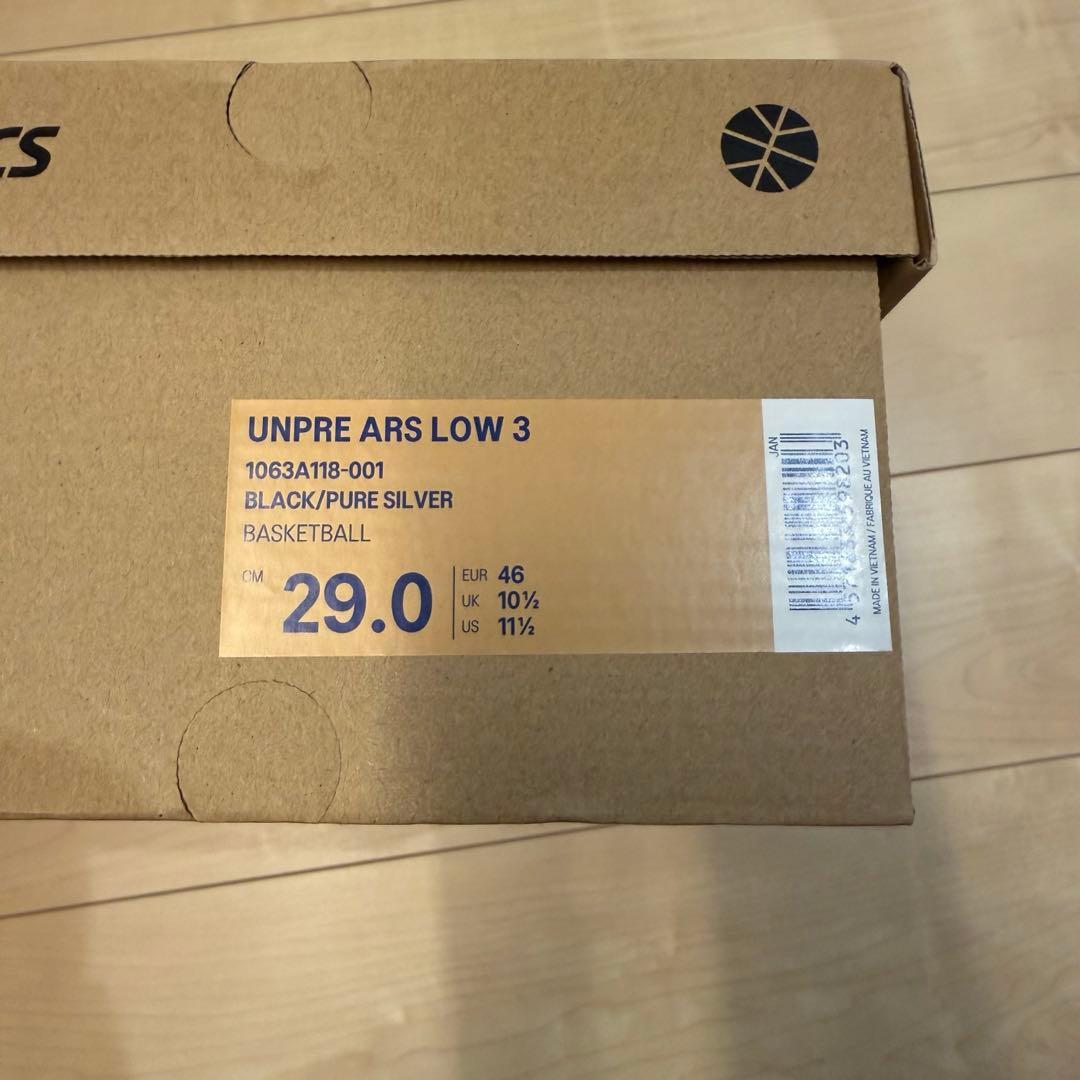 CS
UNPRE ARS LOW 3
1063A118-001
BLACK/PURE SILVER
BASKETBALL
CM 29.0
EUR 46
UK 10½
US 11½
JAN
MADE IN VIETNAM / FABRIQUE AU VIETNAM